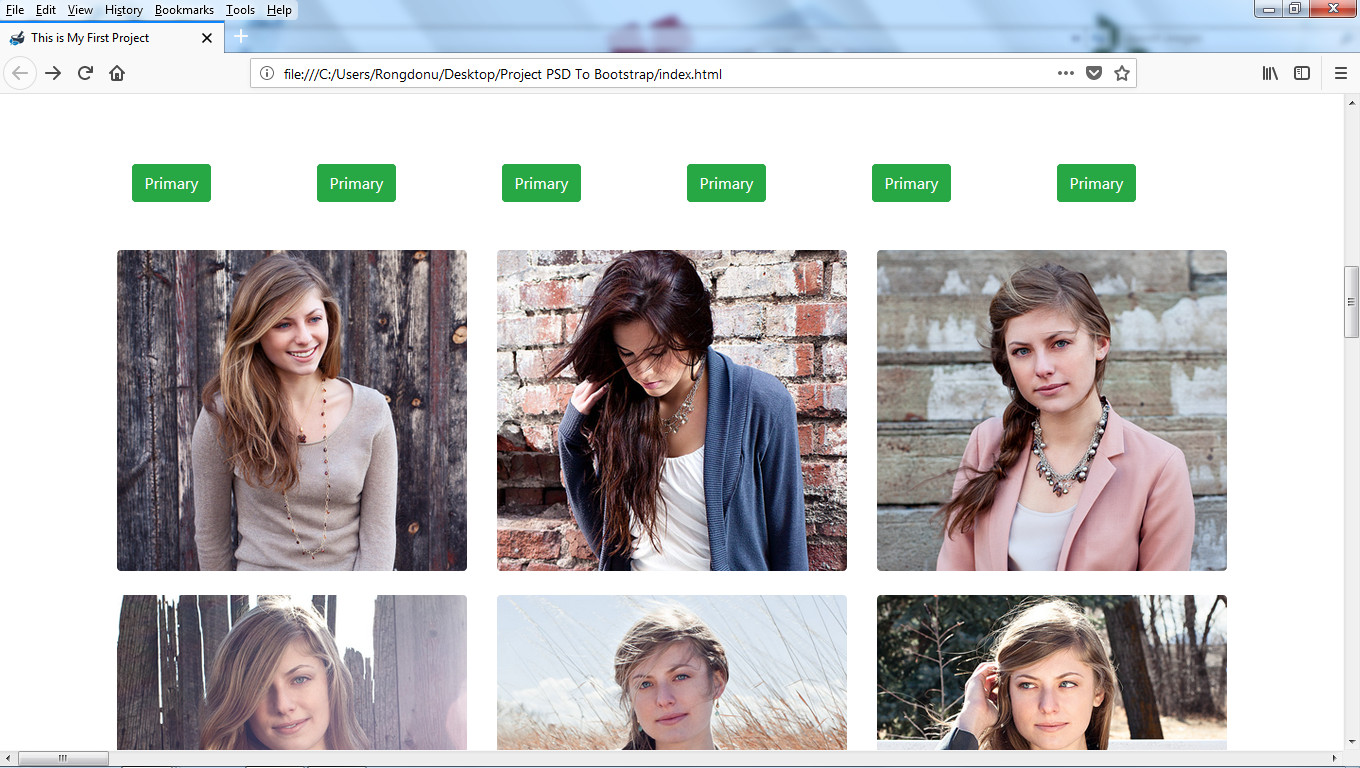 File Edit View History Bookmarks Tools Help
This is My First Project
file:///C:/Users/Rongdonu/Desktop/Project PSD To Bootstrap/index.html
Primary Primary Primary Primary Primary Primary